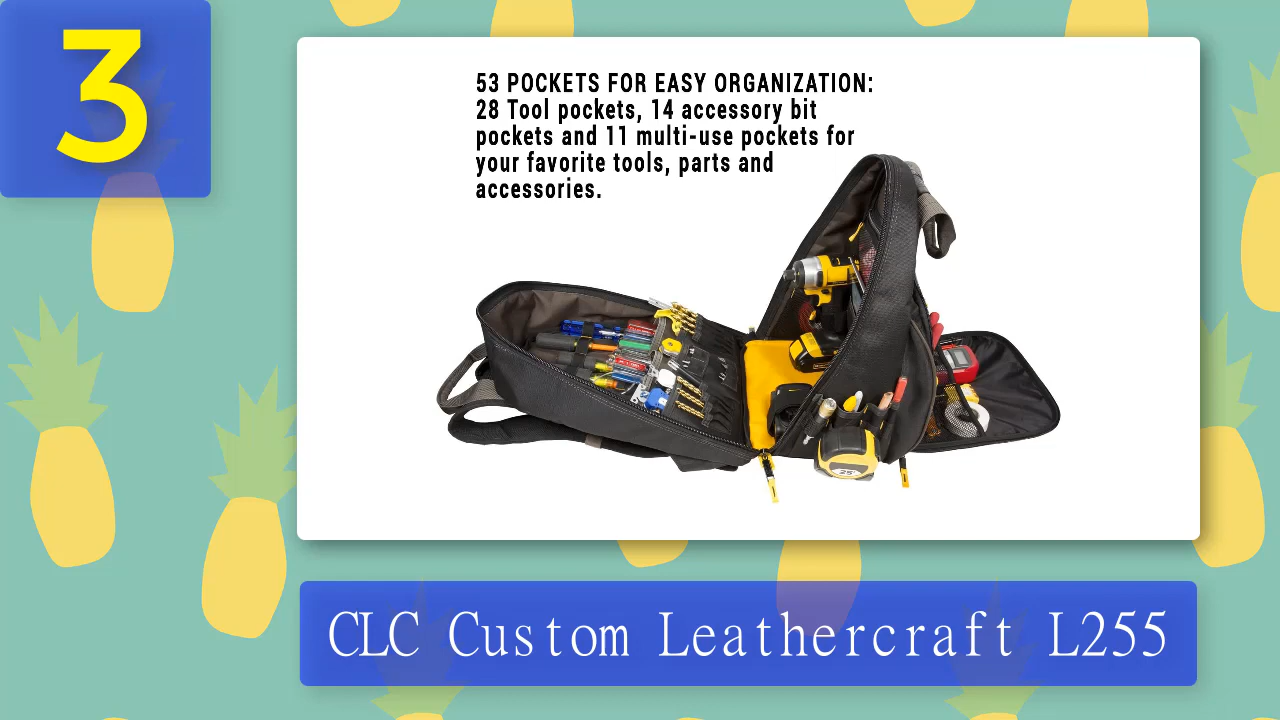 3
53 POCKETS FOR EASY ORGANIZATION:
28 Tool pockets, 14 accessory bit
pockets and 11 multi-use pockets for
your favorite tools, parts and
accessories.
25'
CLC Custom Leathercraft L255